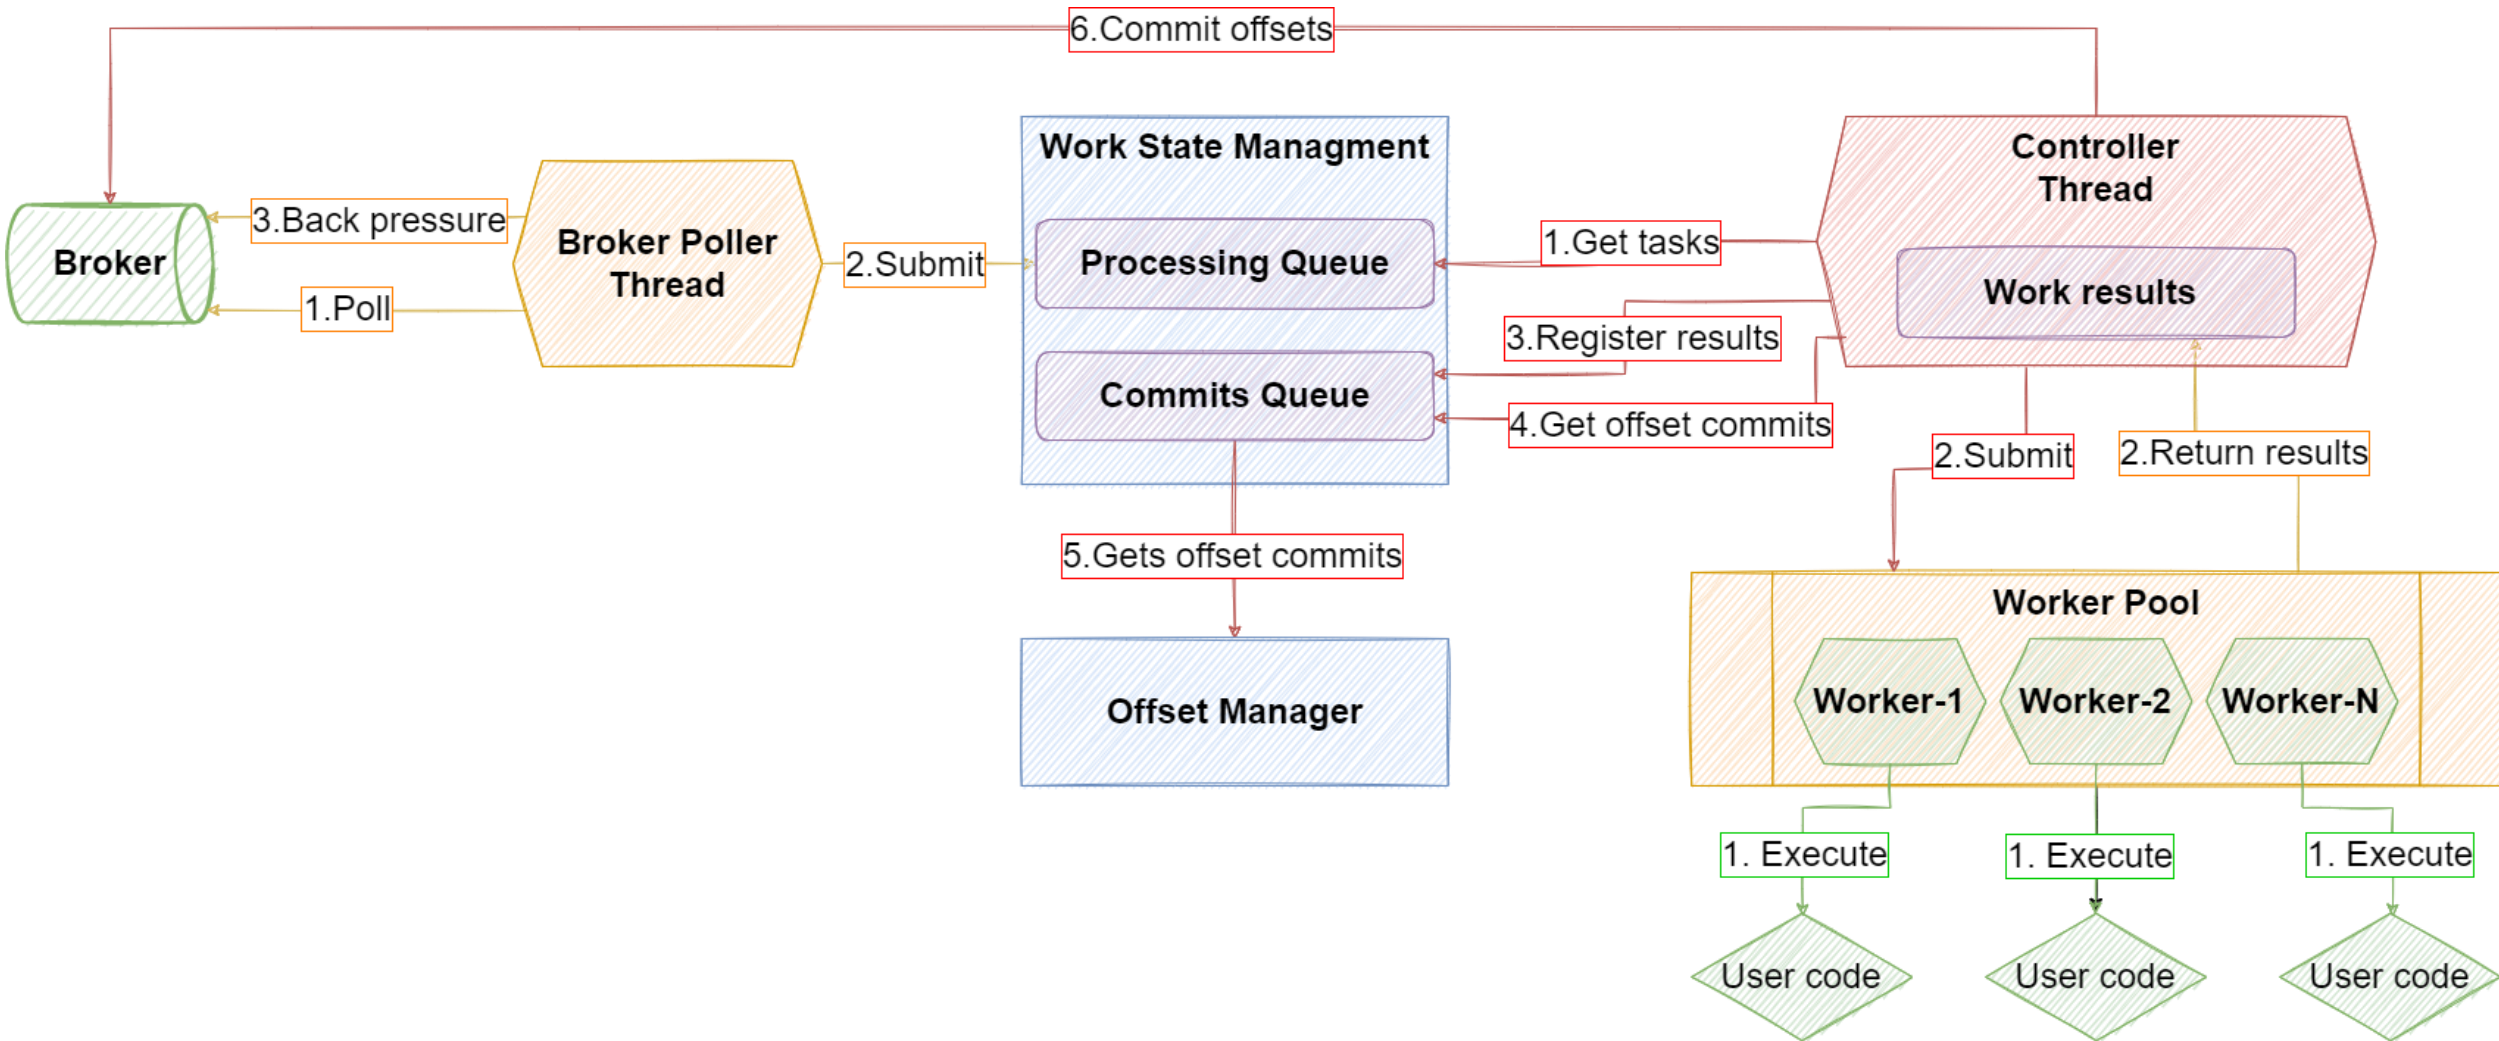 6.Commit offsets
Work State Managment
Controller
Thread
3.Back pressure
Broker
Broker Poller
Thread
2.Submit
Processing Queue
1.Get tasks
Work results
1.Poll
3.Register results
Commits Queue
4.Get offset commits
2.Submit
2.Return results
5.Gets offset commits
Worker Pool
Offset Manager
Worker-1
Worker-2
Worker-N
1. Execute
1. Execute
1. Execute
User code
User code
User code